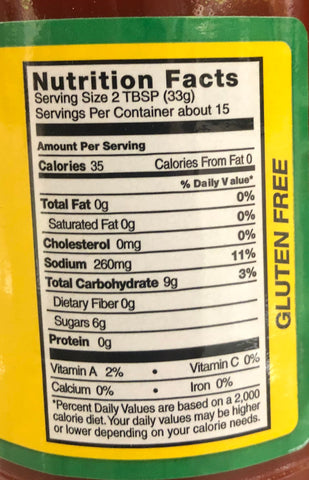 Nutrition Facts
Serving Size 2 TBSP (33g)
Servings Per Container about 15
Amount Per Serving
Calories 35 Calories From Fat 0
% Daily Value*
Total Fat 0g 0%
Saturated Fat 0g 0%
Cholesterol 0mg 0%
Sodium 260mg 11%
Total Carbohydrate 9g 3%
Dietary Fiber 0g
Sugars 6g
Protein 0g
Vitamin A 2% • Vitamin C 0%
Calcium 0% • Iron 0%
*Percent Daily Values are based on a 2,000
calorie diet. Your daily values may be higher
or lower depending on your calorie needs.
GLUTEN FREE